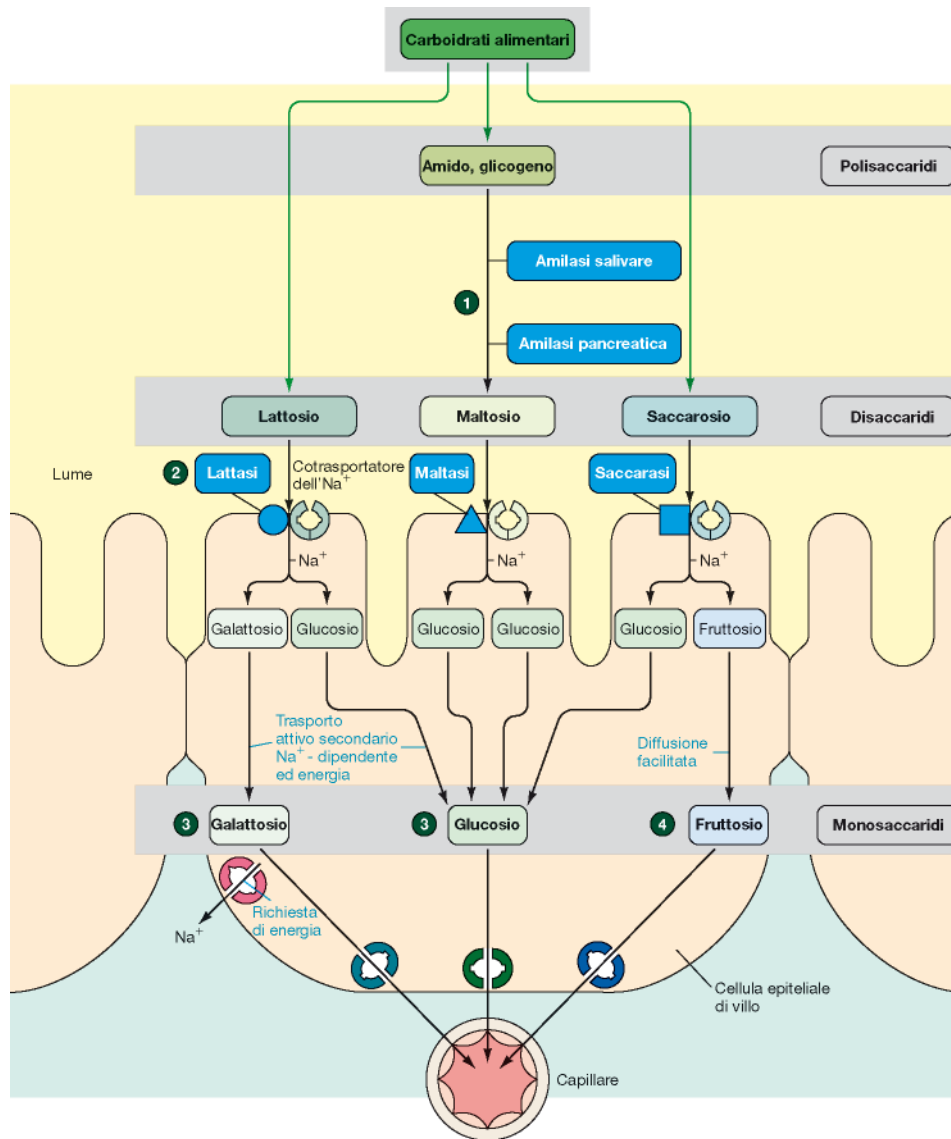 Carboidrati alimentari
Amido, glicogeno
Polisaccaridi
Amilasi salivare
1
Amilasi pancreatica
Lattosio
Maltosio
Saccarosio
Disaccaridi
Lume
2
Lattasi
Cotrasportatore
dell'Na+
Maltasi
Saccarasi
Na+
Na+
Na+
Galattosio
Glucosio
Glucosio
Glucosio
Glucosio
Fruttosio
Trasporto
attivo secondario
Na+ - dipendente
ed energia
Diffusione
facilitata
3
Galattosio
3
Glucosio
4
Fruttosio
Monosaccaridi
Na+
Richiesta
di energia
Cellula epiteliale
di villo
Capillare